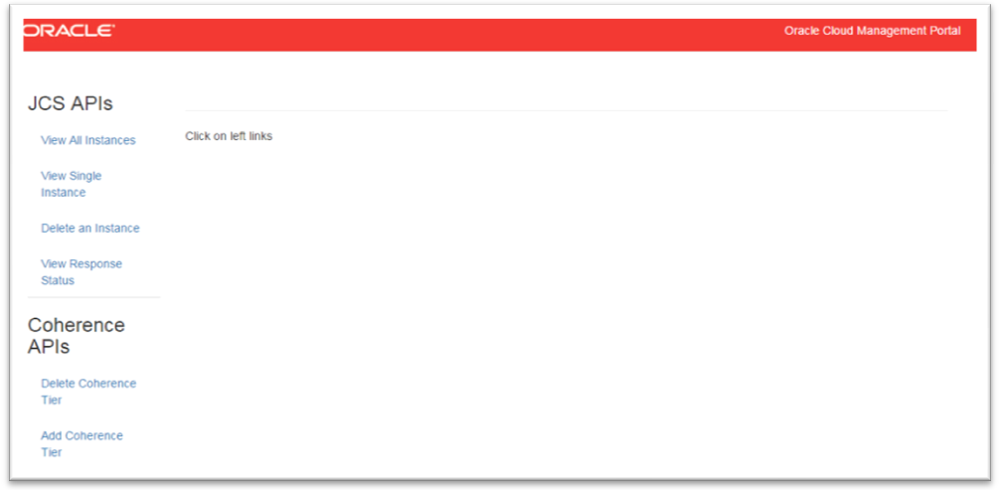 ORACLE
Oracle Cloud Management Portal
JCS APIs
View All Instances
View Single
Instance
Delete an Instance
View Response
Status
Coherence
APIs
Delete Coherence
Tier
Add Coherence
Tier
Click on left links